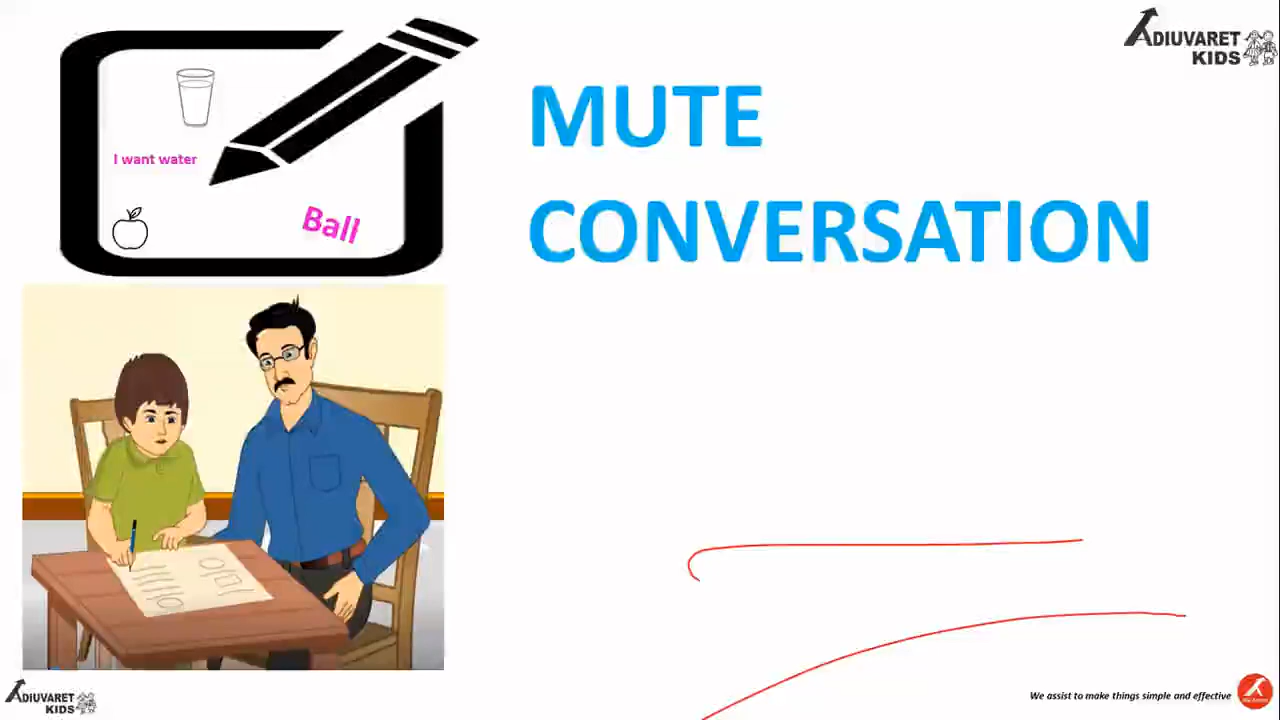 ADIUVARET
KIDS
I want water
Ball
MUTE
CONVERSATION
ADIUVARET
KIDS
We assist to make things simple and effective